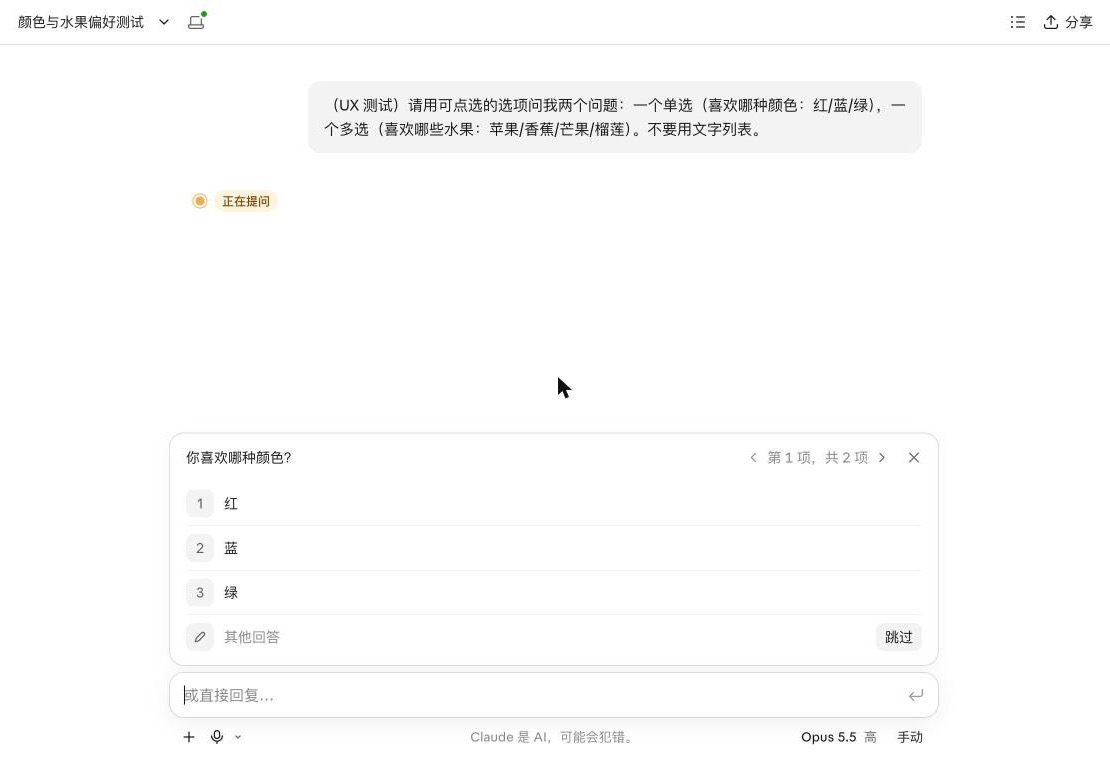 颜色与水果偏好测试
分享
（UX 测试）请用可点选的选项问我两个问题：一个单选（喜欢哪种颜色：红/蓝/绿），一
个多选（喜欢哪些水果：苹果/香蕉/芒果/榴莲）。不要用文字列表。
正在提问
你喜欢哪种颜色？
第 1 项，共 2 项
1 红
2 蓝
3 绿
其他回答
跳过
或直接回复...
Claude 是 AI，可能会犯错。
Opus 5.5 高 手动